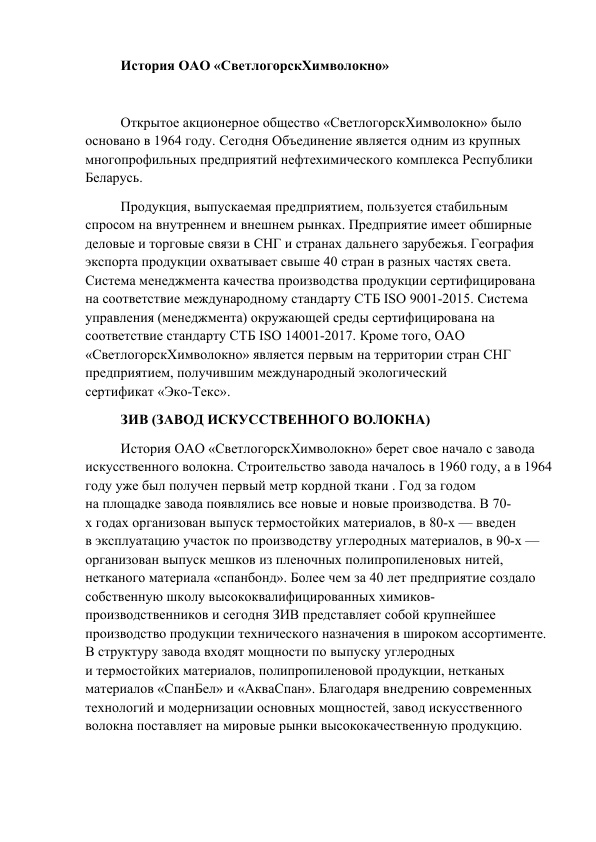 История ОАО «СветлогорскХимволокно»
Открытое акционерное общество «СветлогорскХимволокно» было
основано в 1964 году. Сегодня Объединение является одним из крупных
многопрофильных предприятий нефтехимического комплекса Республики
Беларусь.
Продукция, выпускаемая предприятием, пользуется стабильным
спросом на внутреннем и внешнем рынках. Предприятие имеет обширные
деловые и торговые связи в СНГ и странах дальнего зарубежья. География
экспорта продукции охватывает свыше 40 стран в разных частях света.
Система менеджмента качества производства продукции сертифицирована
на соответствие международному стандарту СТБ ISO 9001-2015. Система
управления (менеджмента) окружающей среды сертифицирована на
соответствие стандарту СТБ ISO 14001-2017. Кроме того, ОАО
«СветлогорскХимволокно» является первым на территории стран СНГ
предприятием, получившим международный экологический
сертификат «Эко-Текс».
ЗИВ (ЗАВОД ИСКУССТВЕННОГО ВОЛОКНА)
История ОАО «СветлогорскХимволокно» берет свое начало с завода
искусственного волокна. Строительство завода началось в 1960 году, а в 1964
году уже был получен первый метр кордной ткани . Год за годом
на площадке завода появлялись все новые и новые производства. В 70-
х годах организован выпуск термостойких материалов, в 80-х — введен
в эксплуатацию участок по производству углеродных материалов, в 90-х —
организован выпуск мешков из пленочных полипропиленовых нитей,
нетканого материала «спанбонд». Более чем за 40 лет предприятие создало
собственную школу высококвалифицированных химиков-
производственников и сегодня ЗИВ представляет собой крупнейшее
производство продукции технического назначения в широком ассортименте.
В структуру завода входят мощности по выпуску углеродных
и термостойких материалов, полипропиленовой продукции, нетканых
материалов «СпанБел» и «АкваСпан». Благодаря внедрению современных
технологий и модернизации основных мощностей, завод искусственного
волокна поставляет на мировые рынки высококачественную продукцию.